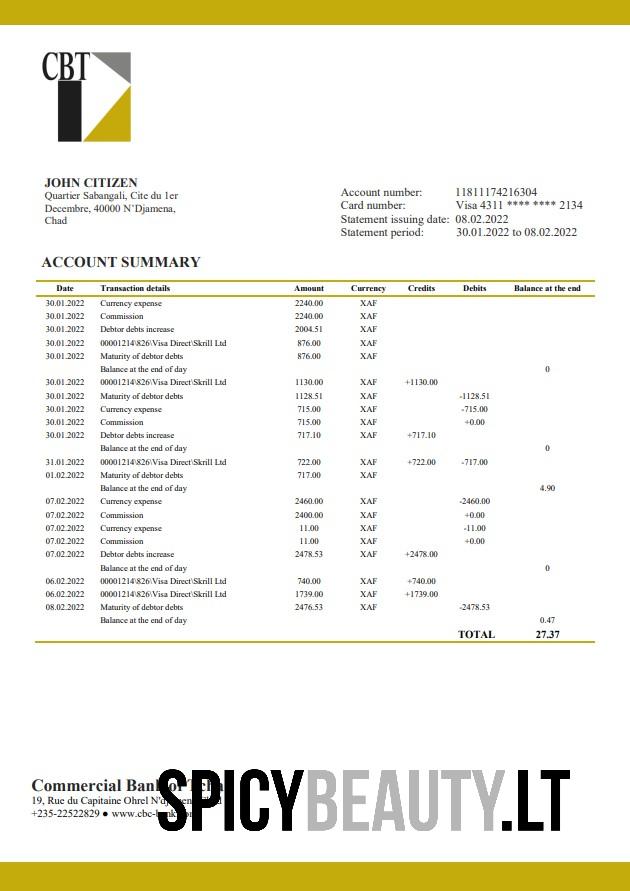 CBT
JOHN CITIZEN
Quartier Sabangali, Cite du 1er
Decembre, 40000 N’Djamena,
Chad
Account number: 11811174216304
Card number: Visa 4311 **** **** 2134
Statement issuing date: 08.02.2022
Statement period: 30.01.2022 to 08.02.2022
ACCOUNT SUMMARY
Date Transaction details Amount Currency Credits Debits Balance at the end
30.01.2022 Currency expense 2240.00 XAF
30.01.2022 Commission 2240.00 XAF
30.01.2022 Debtor debts increase 2004.51 XAF
30.01.2022 00001214\826\Visa Direct\Skrill Ltd 876.00 XAF
30.01.2022 Maturity of debtor debts 876.00 XAF
Balance at the end of day 0
30.01.2022 00001214\826\Visa Direct\Skrill Ltd 1130.00 XAF +1130.00
30.01.2022 Maturity of debtor debts 1128.51 XAF -1128.51
30.01.2022 Currency expense 715.00 XAF -715.00
30.01.2022 Commission 715.00 XAF +0.00
30.01.2022 Debtor debts increase 717.10 XAF +717.10
Balance at the end of day 0
31.01.2022 00001214\826\Visa Direct\Skrill Ltd 722.00 XAF +722.00 -717.00
01.02.2022 Maturity of debtor debts 717.00 XAF
Balance at the end of day 4.90
07.02.2022 Currency expense 2460.00 XAF -2460.00
07.02.2022 Commission 2400.00 XAF +0.00
07.02.2022 Currency expense 11.00 XAF -11.00
07.02.2022 Commission 11.00 XAF +0.00
07.02.2022 Debtor debts increase 2478.53 XAF +2478.00
Balance at the end of day 0
06.02.2022 00001214\826\Visa Direct\Skrill Ltd 740.00 XAF +740.00
06.02.2022 00001214\826\Visa Direct\Skrill Ltd 1739.00 XAF +1739.00
08.02.2022 Maturity of debtor debts 2476.53 XAF -2478.53
Balance at the end of day 0.47
TOTAL 27.37
Commercial Bank of Tchad
19, Rue du Capitaine Ohrel
+235-22522829 ●
SPICYBEAUTY.LT